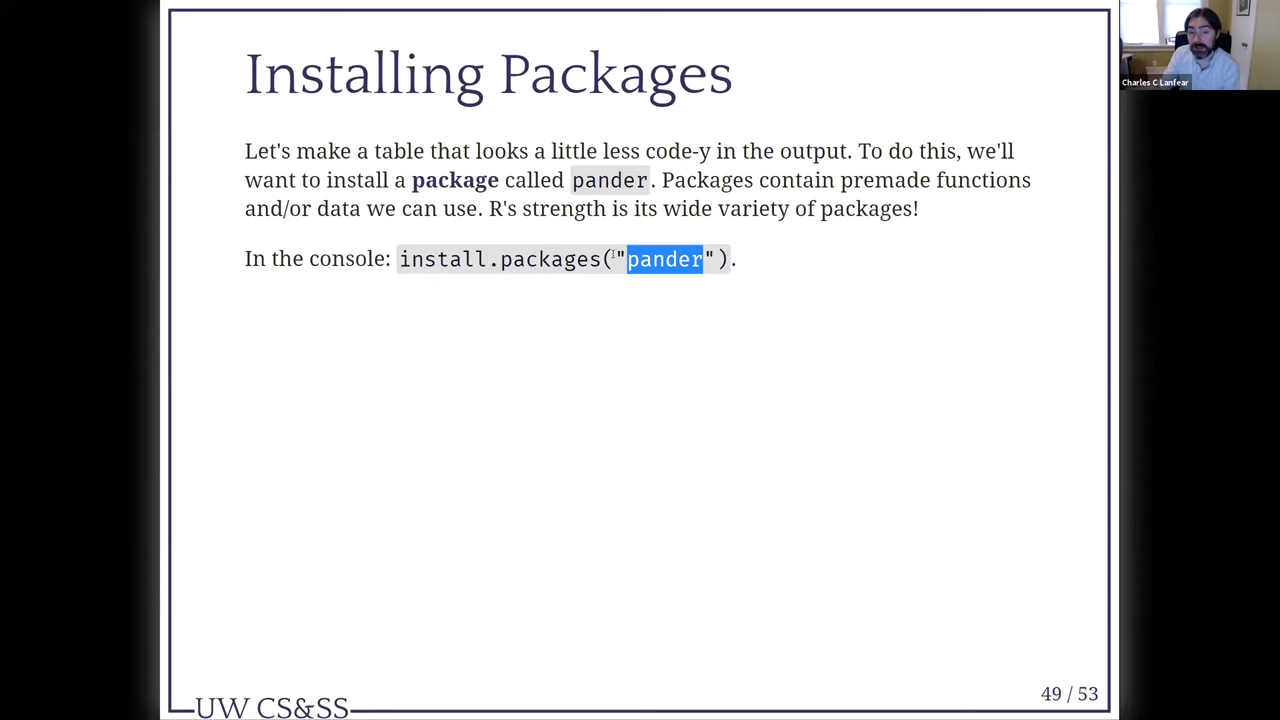 Installing Packages
Let's make a table that looks a little less code-y in the output. To do this, we'll
want to install a package called pander. Packages contain premade functions
and/or data we can use. R's strength is its wide variety of packages!
In the console: install.packages("pander").
49 / 53
UW CS&SS
Charles C Lanfear